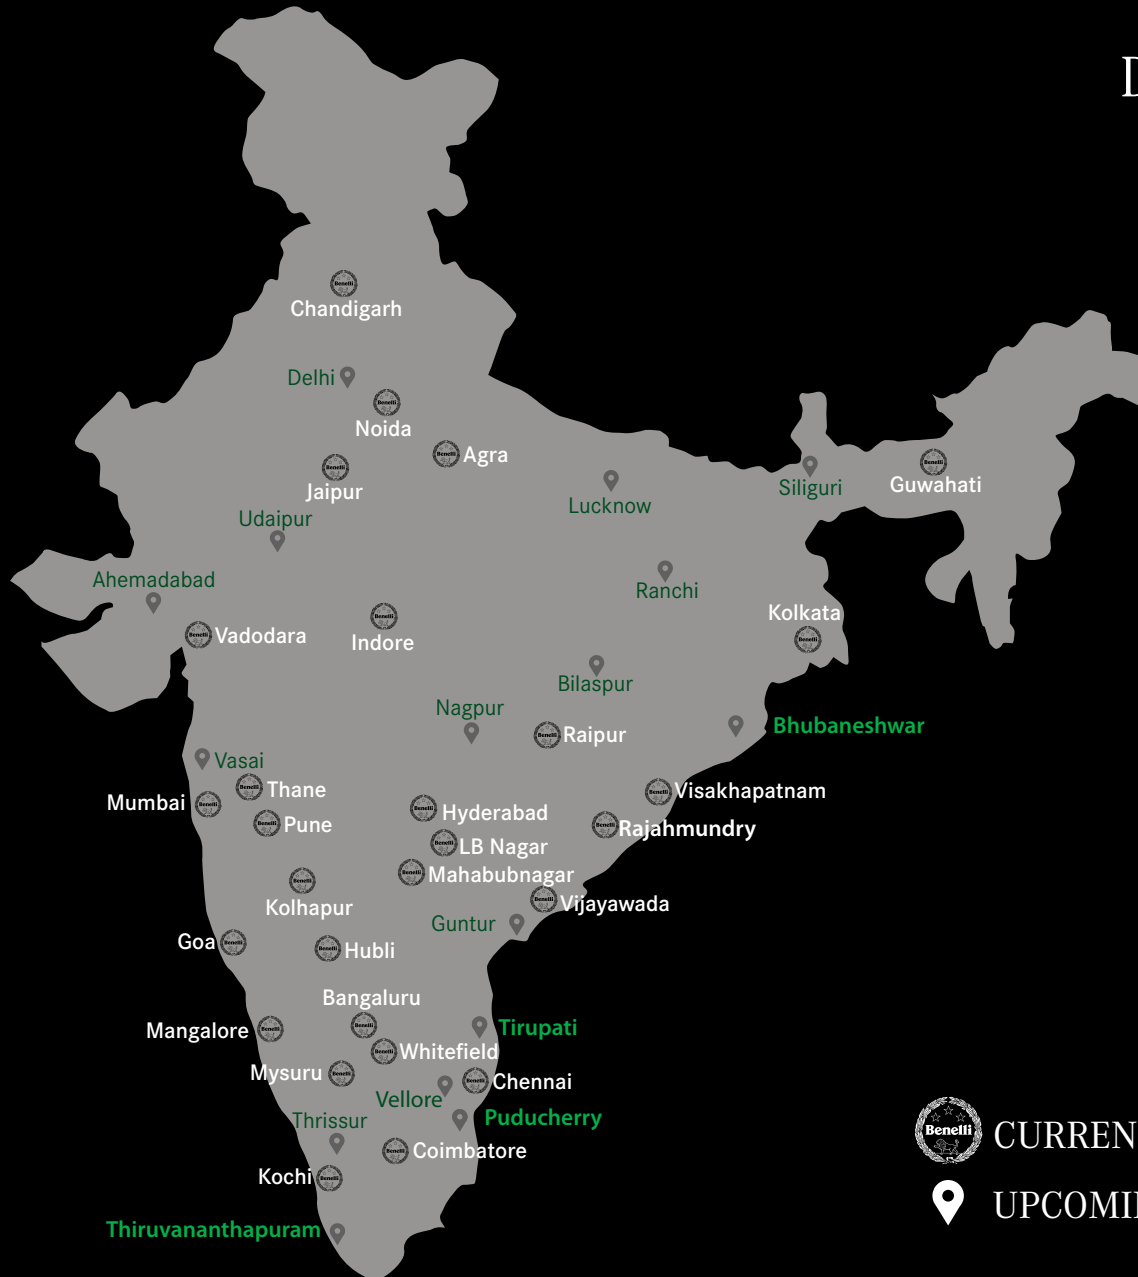 D
Chandigarh
Delhi
Noida
Agra
Jaipur
Lucknow
Siliguri
Guwahati
Udaipur
Ahemadabad
Ranchi
Kolkata
Vadodara
Indore
Bilaspur
Nagpur
Bhubaneshwar
Raipur
Vasai
Thane
Mumbai
Visakhapatnam
Pune
Hyderabad
Rajahmundry
LB Nagar
Mahabubnagar
Kolhapur
Vijayawada
Guntur
Goa
Hubli
Bangaluru
Mangalore
Tirupati
Whitefield
Mysuru
Chennai
Vellore
Puducherry
Thrissur
Coimbatore
Kochi
Thiruvananthapuram
Benelli CURREN
UPCOMI